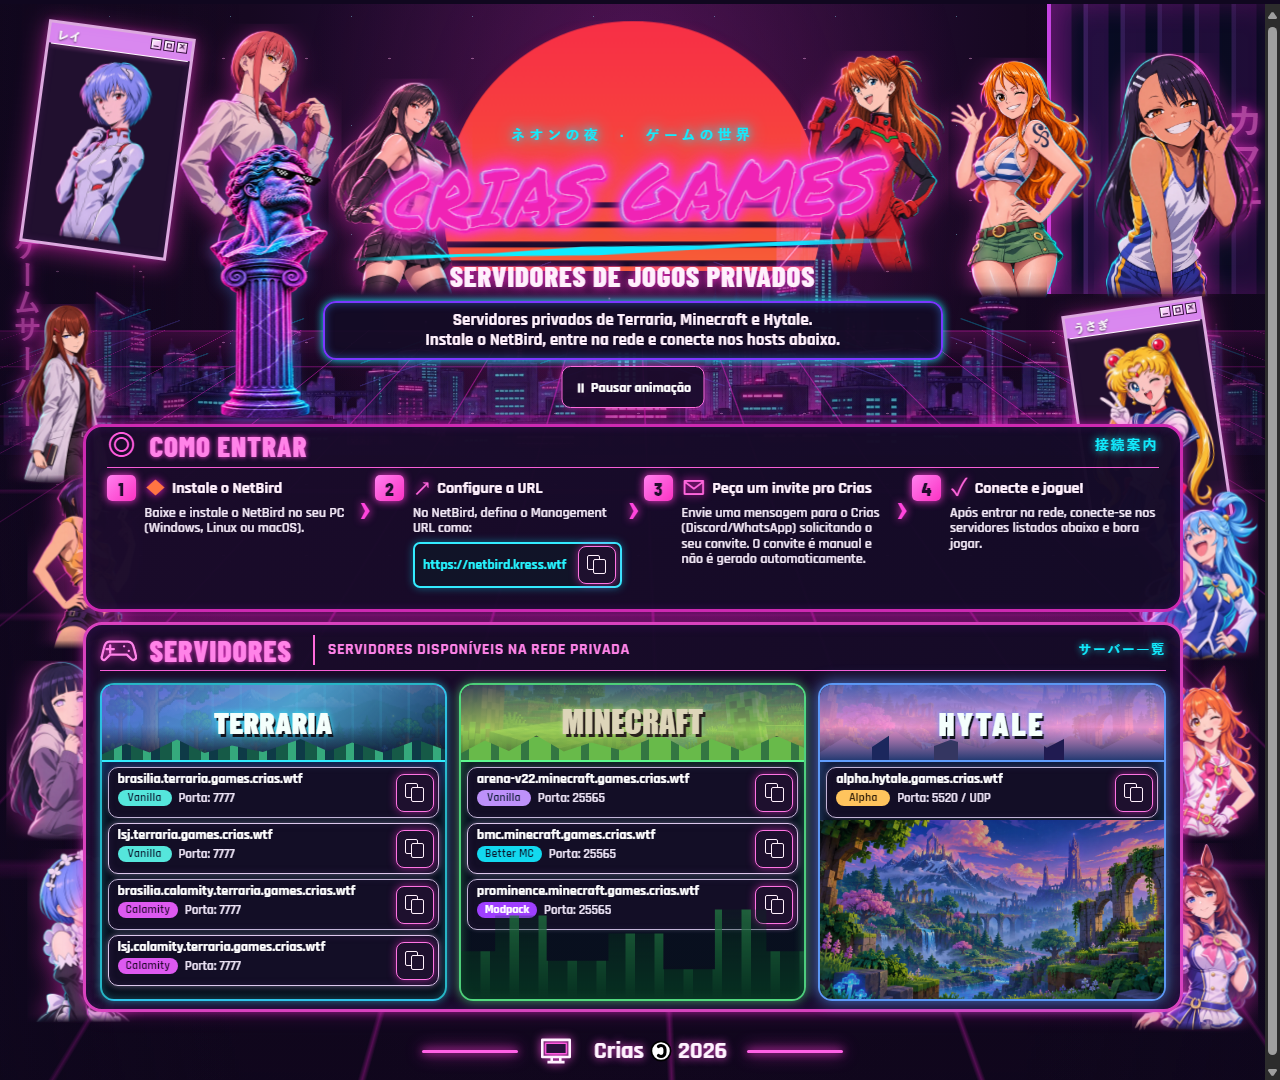 レイ
ネオンの夜 · ゲームの世界
CRIAS GAMES
SERVIDORES DE JOGOS PRIVADOS
Servidores privados de Terraria, Minecraft e Hytale.
Instale o NetBird, entre na rede e conecte nos hosts abaixo.
⏸ Pausar animação
うさぎ
COMO ENTRAR
接続案内
1 Instale o NetBird
Baixe e instale o NetBird no seu PC
(Windows, Linux ou macOS).
2 Configure a URL
No NetBird, defina o Management
URL como:
https://netbird.kress.wtf
3 Peça um invite pro Crias
Envie uma mensagem para o Crias
(Discord/WhatsApp) solicitando o
seu convite. O convite é manual e
não é gerado automaticamente.
4 Conecte e jogue!
Após entrar na rede, conecte-se nos
servidores listados abaixo e bora
jogar.
SERVIDORES
SERVIDORES DISPONÍVEIS NA REDE PRIVADA
サーバー一覧
TERRARIA
brasilia.terraria.games.crias.wtf
Vanilla Porta: 7777
lsj.terraria.games.crias.wtf
Vanilla Porta: 7777
brasilia.calamity.terraria.games.crias.wtf
Calamity Porta: 7777
lsj.calamity.terraria.games.crias.wtf
Calamity Porta: 7777
MINECRAFT
arena-v22.minecraft.games.crias.wtf
Vanilla Porta: 25565
bmc.minecraft.games.crias.wtf
Better MC Porta: 25565
prominence.minecraft.games.crias.wtf
Modpack Porta: 25565
HYTALE
alpha.hytale.games.crias.wtf
Alpha Porta: 5520 / UDP
Crias 2026